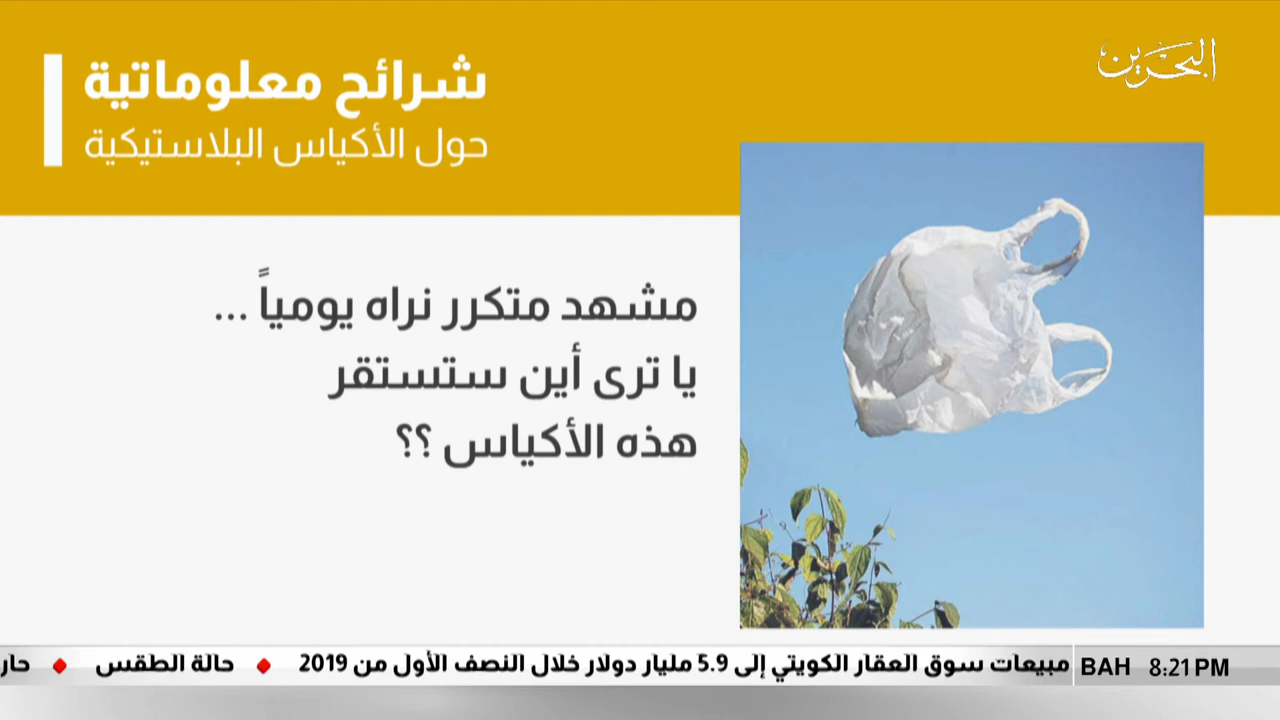 البحرين
شرائح معلوماتية
حول الأكياس البلاستيكية
مشهد متكرر نراه يومياً ...
يا ترى أين ستستقر
هذه الأكياس ؟؟
مبيعات سوق العقار الكويتي إلى 5.9 مليار دولار خلال النصف الأول من 2019 ♦ حالة الطقس ♦
BAH 8:21 PM